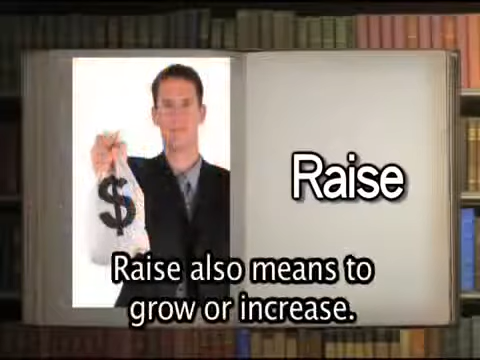 $
Raise
Raise also means to
grow or increase.